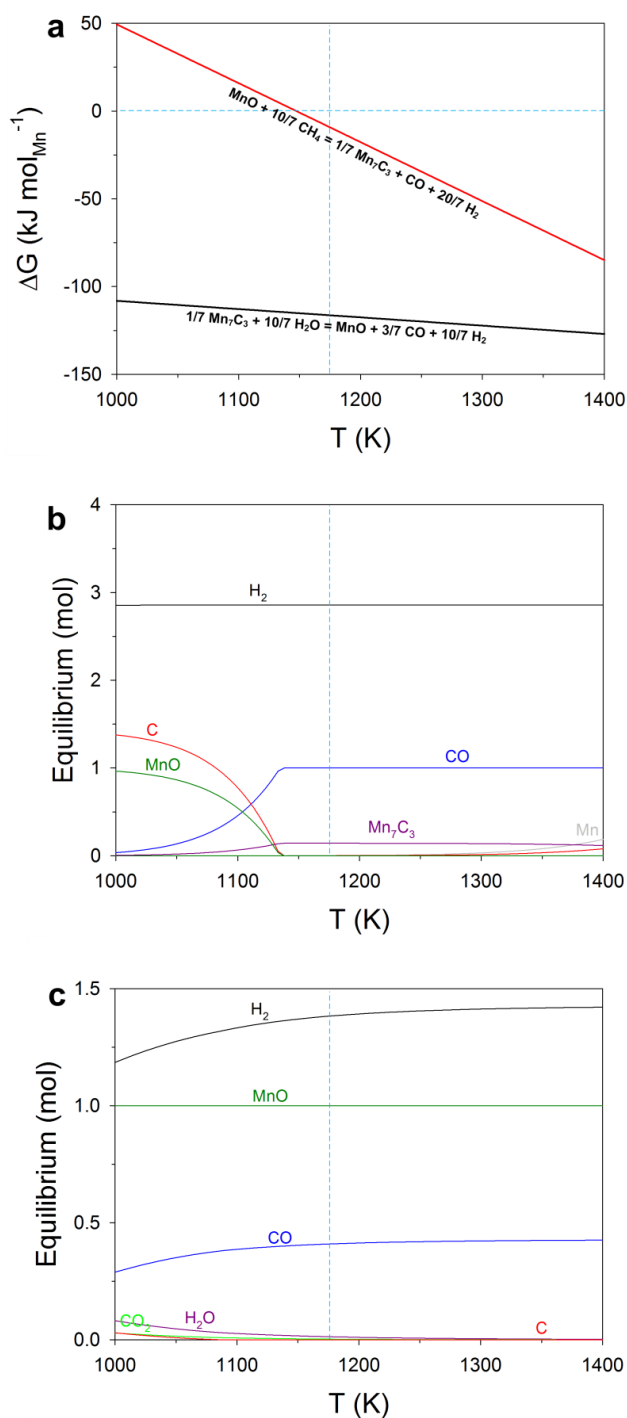 a
50
0
-50
-100
-150
ΔG (kJ mol_Mn^-1)
MnO + 10/7 CH₄ = 1/7 Mn₇C₃ + CO + 20/7 H₂
1/7 Mn₇C₃ + 10/7 H₂O = MnO + 3/7 CO + 10/7 H₂
1000 1100 1200 1300 1400
T (K)
b
4
3
2
1
0
Equilibrium (mol)
H₂
C
MnO
CO
Mn₇C₃
Mn
1000 1100 1200 1300 1400
T (K)
c
1.5
1.0
0.5
0.0
Equilibrium (mol)
H₂
MnO
CO
CO₂
H₂O
C
1000 1100 1200 1300 1400
T (K)